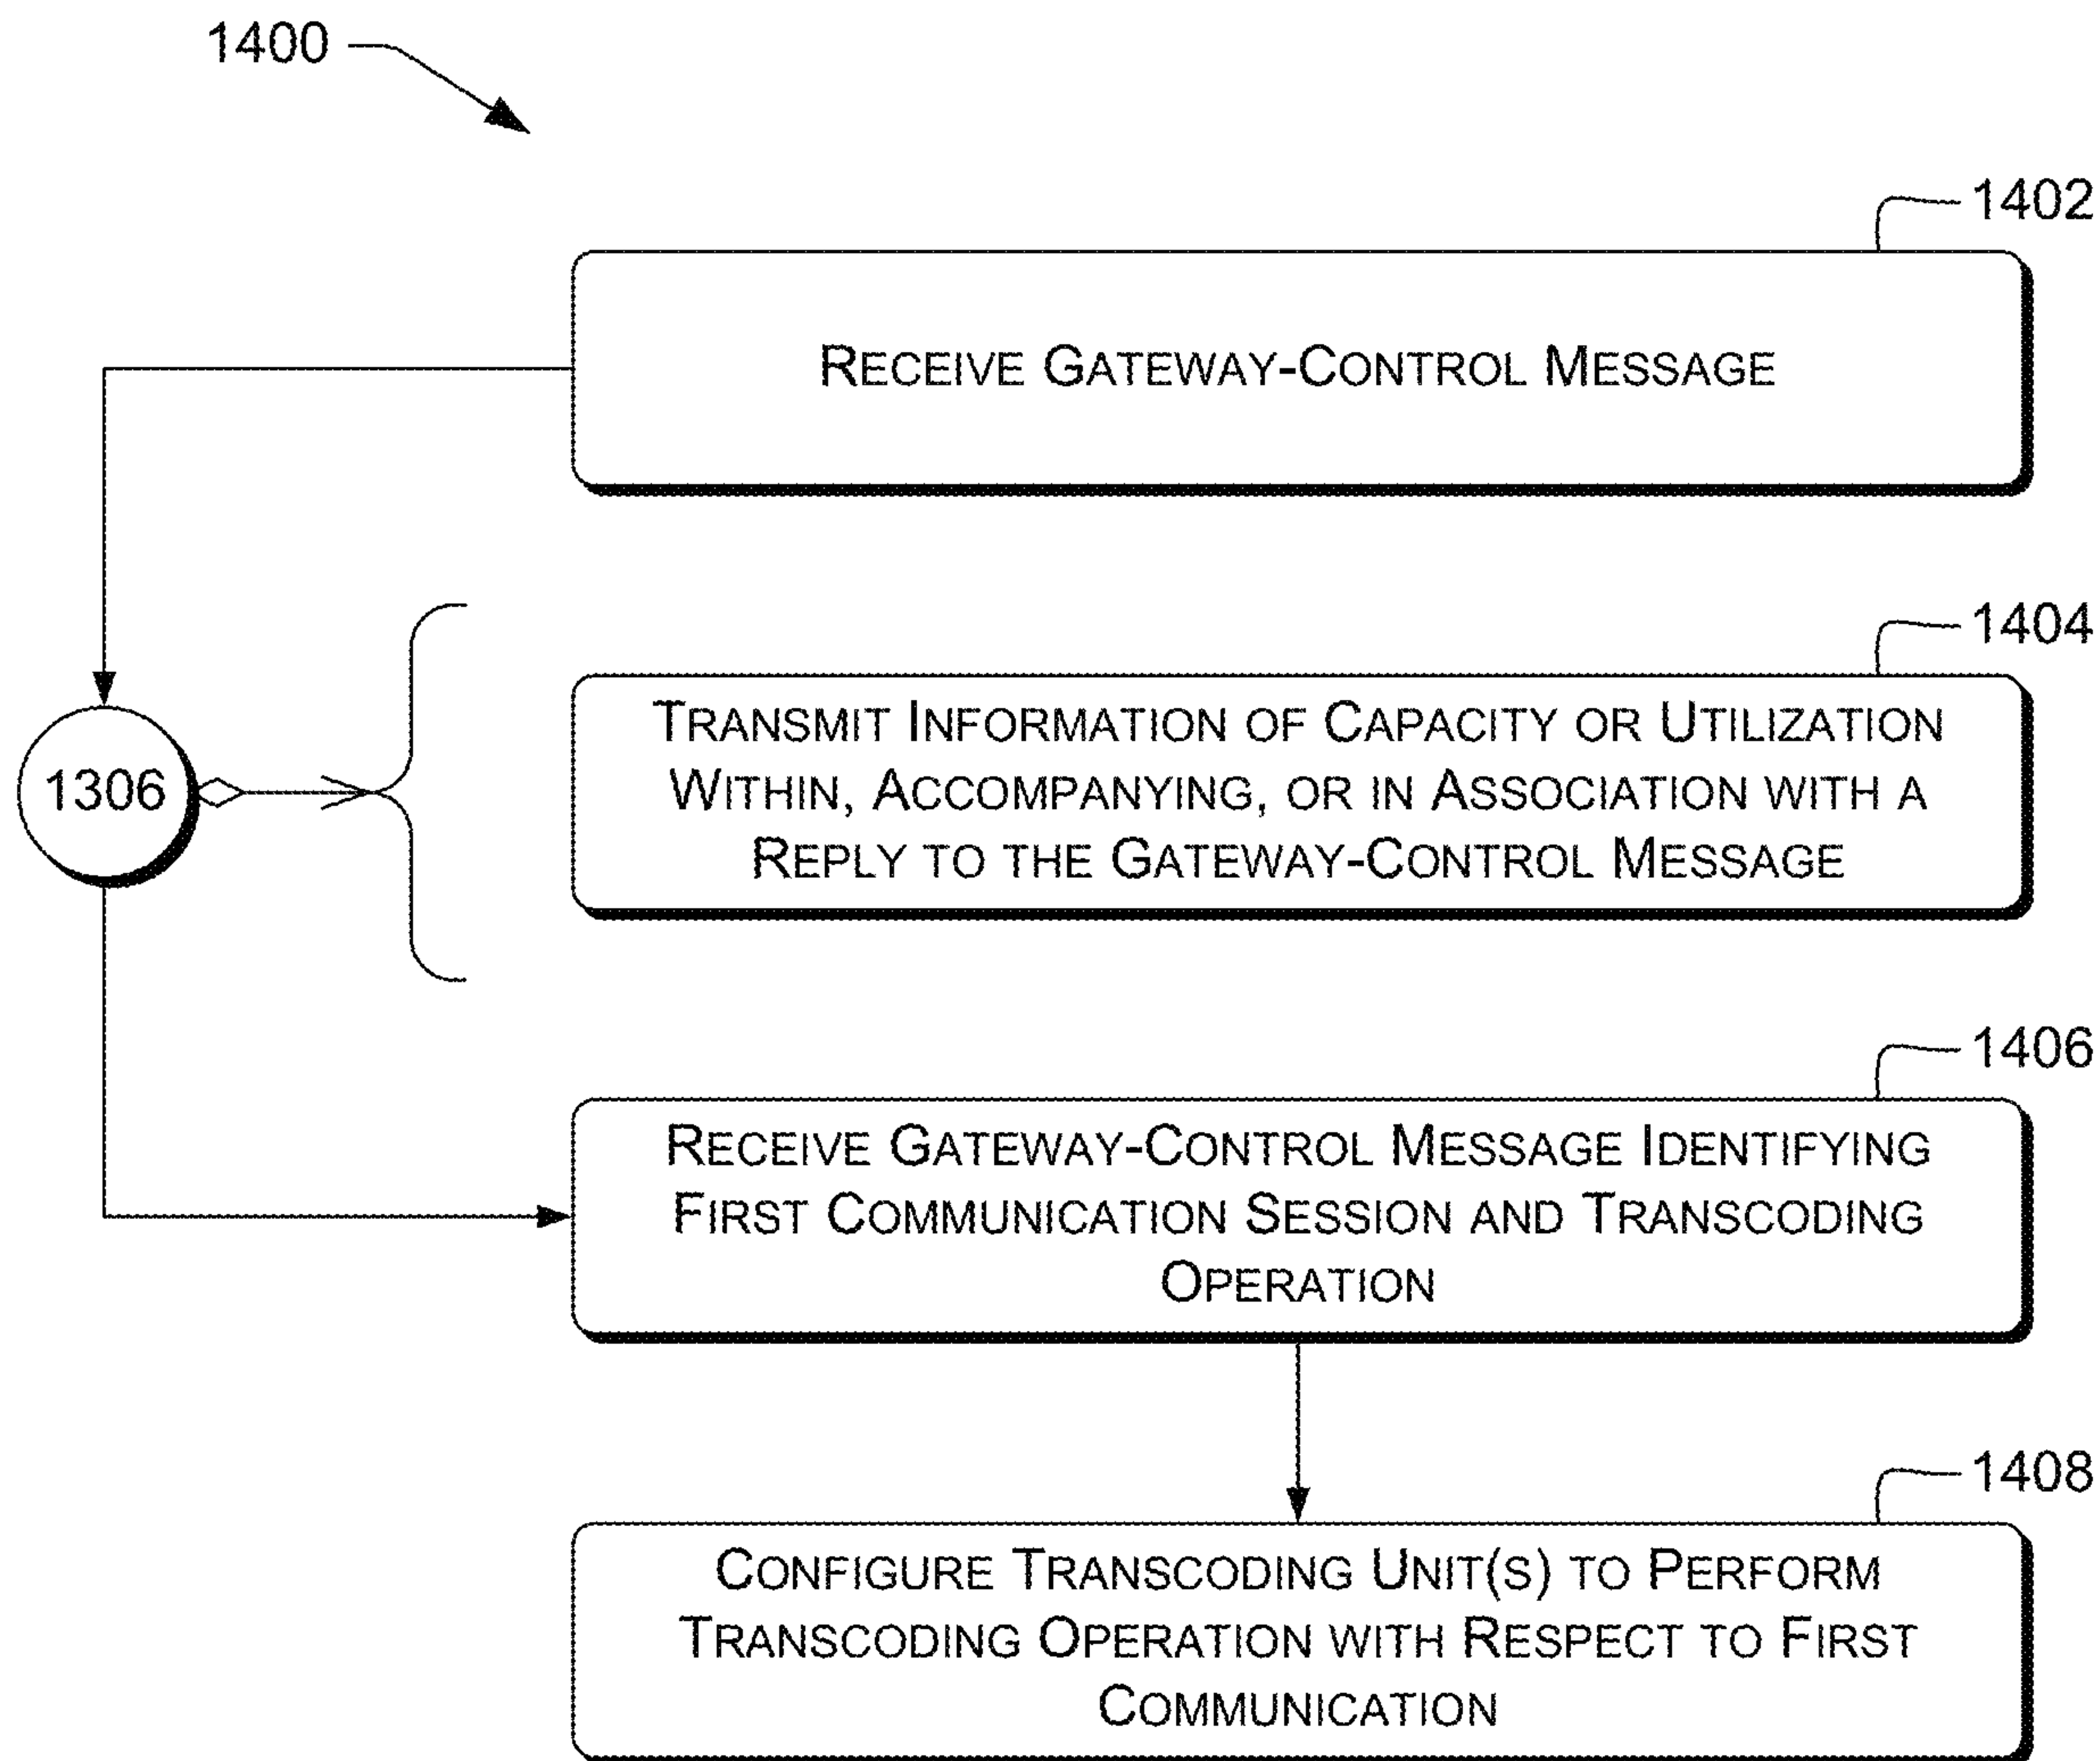 1400
1402
RECEIVE GATEWAY-CONTROL MESSAGE
1404
TRANSMIT INFORMATION OF CAPACITY OR UTILIZATION
WITHIN, ACCOMPANYING, OR IN ASSOCIATION WITH A
REPLY TO THE GATEWAY-CONTROL MESSAGE
1306
1406
RECEIVE GATEWAY-CONTROL MESSAGE IDENTIFYING
FIRST COMMUNICATION SESSION AND TRANSCODING
OPERATION
1408
CONFIGURE TRANSCODING UNIT(S) TO PERFORM
TRANSCODING OPERATION WITH RESPECT TO FIRST
COMMUNICATION